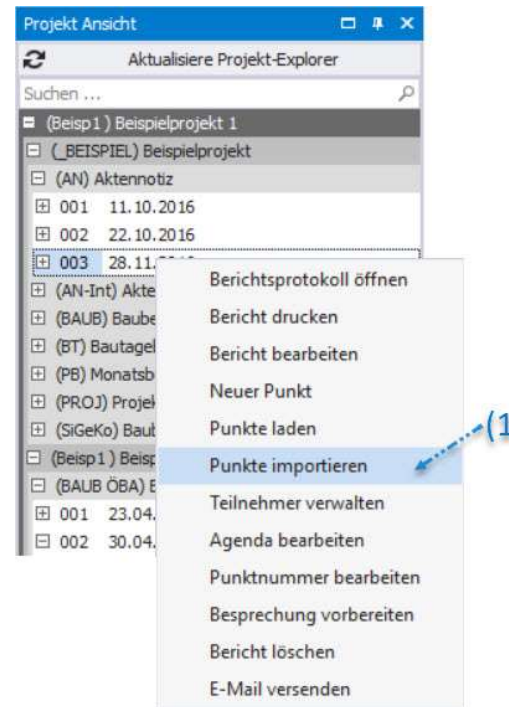 Projekt Ansicht
Aktualisiere Projekt-Explorer
Suchen ...
(Beisp1 ) Beispielprojekt 1
(_BEISPIEL) Beispielprojekt
(AN) Aktennotiz
001 11.10.2016
002 22.10.2016
003 28.11.
(AN-Int) Akte
(BAUB) Baube
(BT) Bautagel
(PB) Monatsb
(PROJ) Projek
(SiGeKo) Baut
(Beisp1 ) Beisp
(BAUB ÖBA) B
001 23.04.
002 30.04.
Berichtsprotokoll öffnen
Bericht drucken
Bericht bearbeiten
Neuer Punkt
Punkte laden
Punkte importieren
(1
Teilnehmer verwalten
Agenda bearbeiten
Punktnummer bearbeiten
Besprechung vorbereiten
Bericht löschen
E-Mail versenden